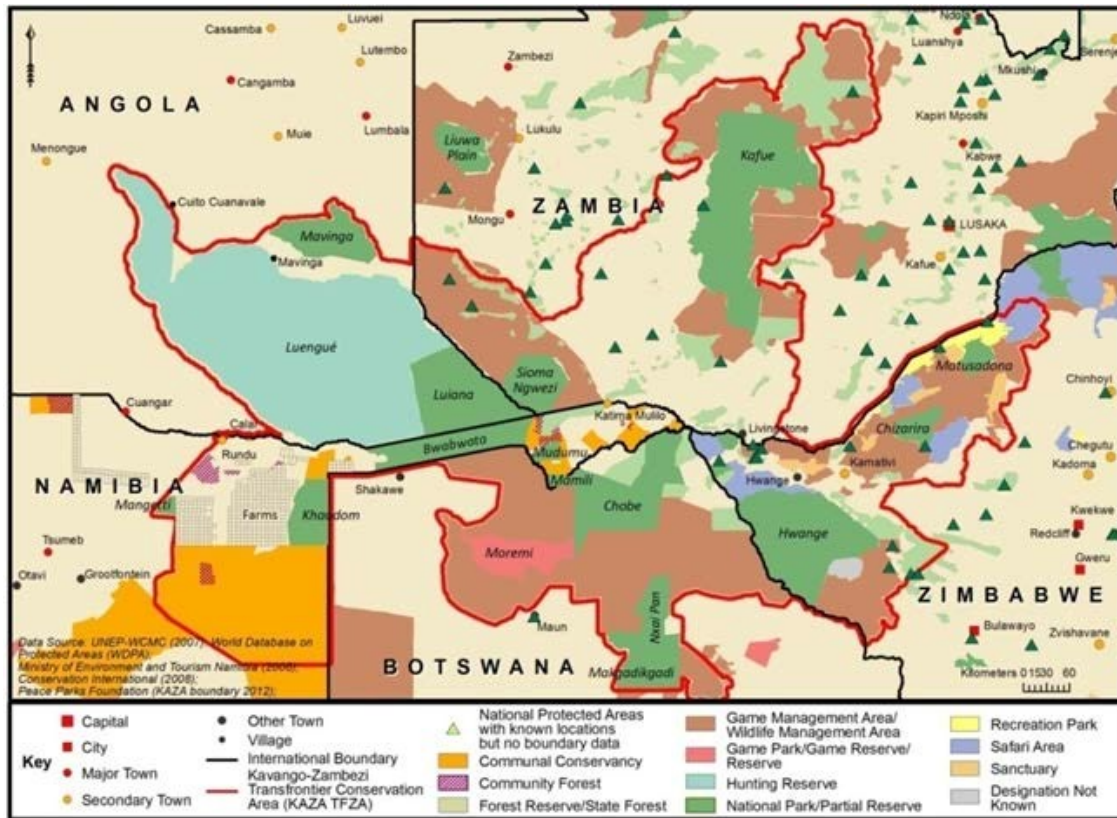 Cassamba
Luvuei
Lutembo
Cangamba
ANGOLA
Muie
Lumbala
Menongue
Cuito Cuanavale
Mavinga
Mavinga
Luengué
Luiana
Zambezi
Liuwa
Plain
Lukulu
Mongu
ZAMBIA
Kafue
Ndola
Luanshya
Serenje
Mkushi
Kapiri Mposhi
Kabwe
LUSAKA
Kafue
Sioma
Ngwezi
Katima Mulilo
Bwabwata
Mudumu
Mamili
Livingstone
Matusadona
Chizarira
Kamativi
Hwange
Hwange
Chinhoyi
Chegutu
Kadoma
Kwekwe
Redcliff
Gweru
ZIMBABWE
Bulawayo
Zvishavane
Cuangar
Calai
Rundu
NAMIBIA
Mangetti
Farms
Khaudom
Shakawe
Tsumeb
Otavi
Grootfontein
Chobe
Moremi
Nxai Pan
Maun
BOTSWANA
Makgadikgadi
Data Source: UNEP-WCMC (2007). World Database on
Protected Areas (WDPA);
Ministry of Environment and Tourism Namibia (2006);
Conservation International (2008);
Peace Parks Foundation (KAZA boundary 2012);
Kilometers 0 1530 60
Key
Capital
City
Major Town
Secondary Town
Other Town
Village
International Boundary
Kavango-Zambezi
Transfrontier Conservation
Area (KAZA TFZA)
National Protected Areas
with known locations
but no boundary data
Communal Conservancy
Community Forest
Forest Reserve/State Forest
Game Management Area/
Wildlife Management Area
Game Park/Game Reserve/
Reserve
Hunting Reserve
National Park/Partial Reserve
Recreation Park
Safari Area
Sanctuary
Designation Not
Known